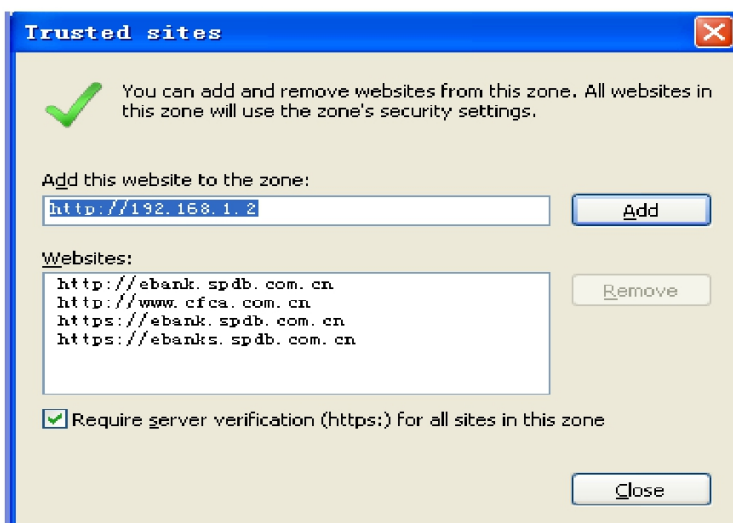 Trusted sites
You can add and remove websites from this zone. All websites in
this zone will use the zone's security settings.
Add this website to the zone:
http://192.168.1.2
Add
Websites:
http://ebank.spdb.com.cn
http://www.cfca.com.cn
https://ebank.spdb.com.cn
https://ebanks.spdb.com.cn
Remove
Require server verification (https:) for all sites in this zone
Close